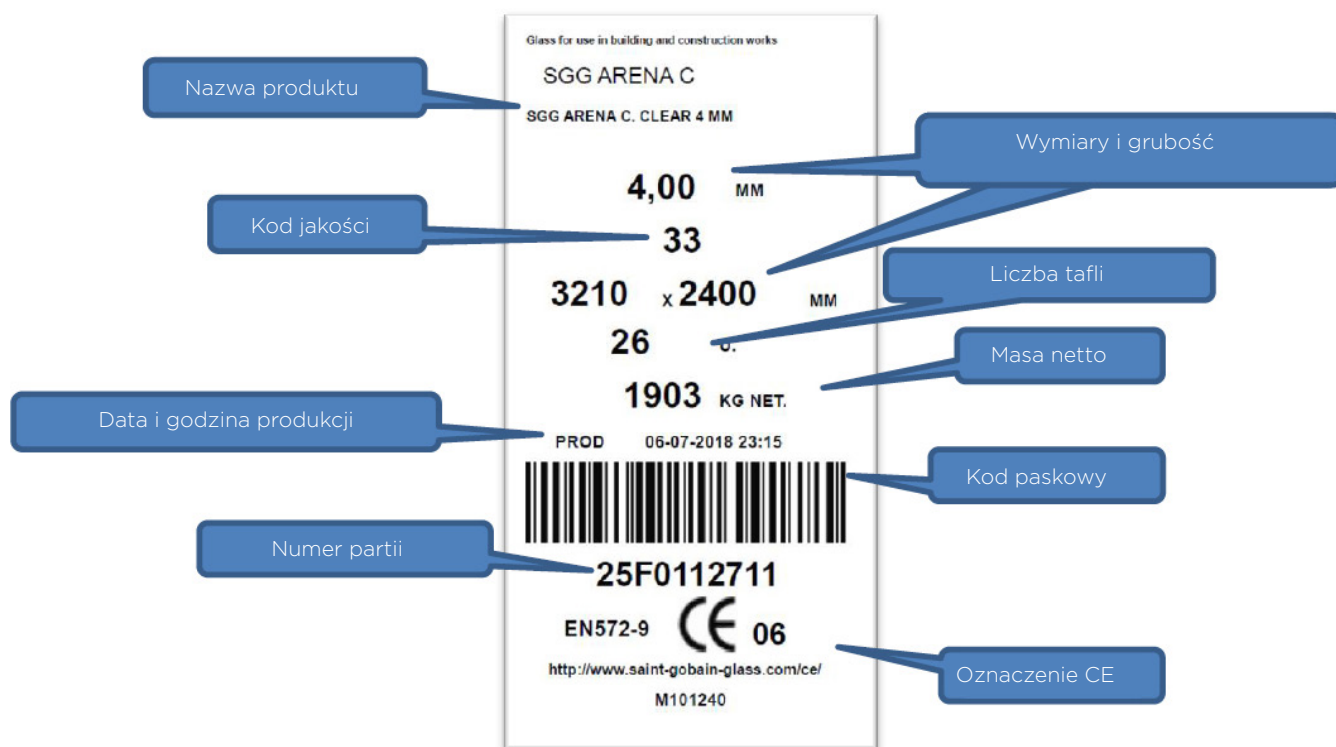 Glass for use in building and construction works
SGG ARENA C
Nazwa produktu
SGG ARENA C. CLEAR 4 MM
Wymiary i grubość
4,00 MM
Kod jakości
33
3210 x 2400 MM
Liczba tafli
26
Masa netto
1903 KG NET.
Data i godzina produkcji
PROD 06-07-2018 23:15
Kod paskowy
Numer partii
25F0112711
EN572-9 CE 06
http://www.saint-gobain-glass.com/ce/
Oznaczenie CE
M101240